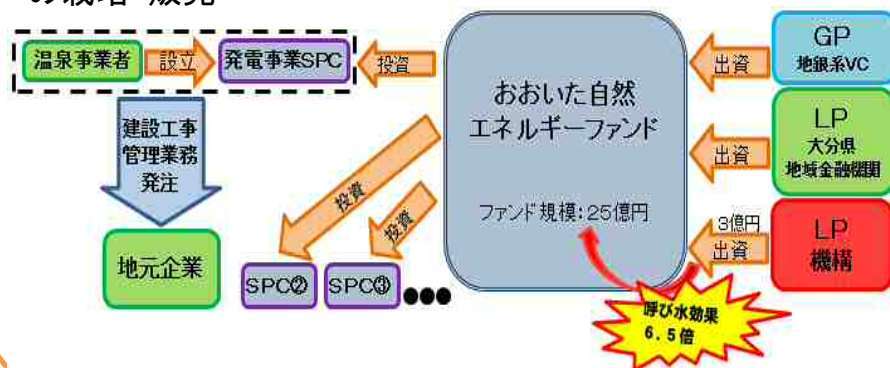 の栽培・販売
温泉事業者
設立
発電事業SPC
投資
建設工事
管理業務
発注
地元企業
投資
投資
SPC②
SPC③
●●●
おおいた自然
エネルギーファンド
ファンド規模:25億円
出資
GP
地銀系VC
出資
LP
大分県
地域金融機関
3億円
出資
LP
機構
呼び水効果
6.5倍